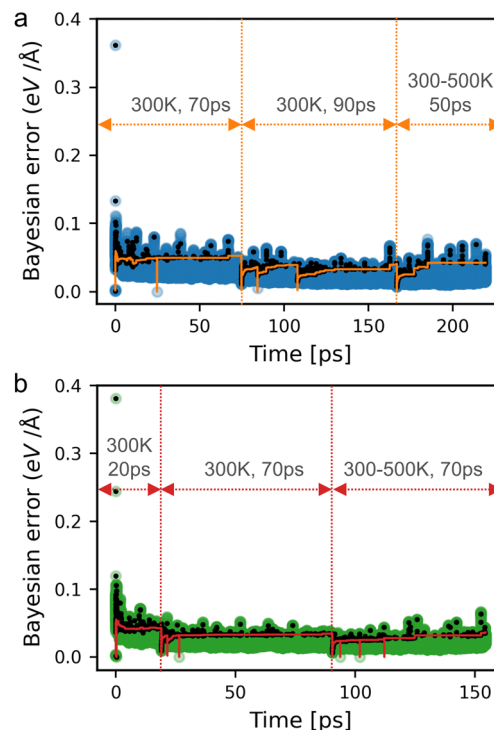 a
Bayesian error (eV /Å)
0.4
0.3
0.2
0.1
0.0
300K, 70ps
300K, 90ps
300-500K
50ps
0 50 100 150 200
Time [ps]
b
Bayesian error (eV /Å)
0.4
0.3
0.2
0.1
0.0
300K
20ps
300K, 70ps
300-500K, 70ps
0 50 100 150
Time [ps]